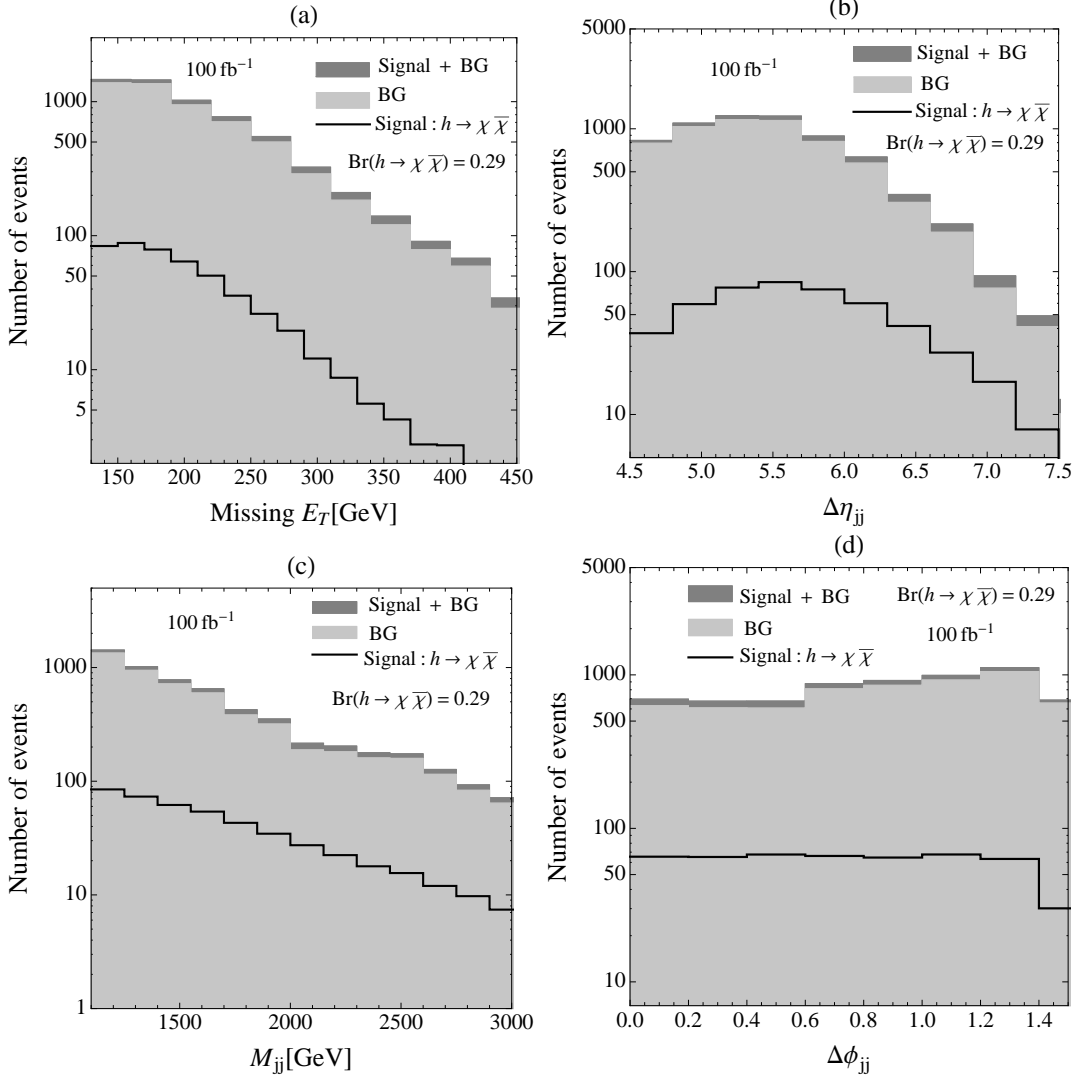 (a)
100 fb⁻¹
Signal + BG
BG
Signal : h → χ χ̅
Br(h → χ χ̅) = 0.29
Number of events
1000
500
100
50
10
5
150 200 250 300 350 400 450
Missing E_T[GeV]
(b)
100 fb⁻¹
Signal + BG
BG
Signal : h → χ χ̅
Br(h → χ χ̅) = 0.29
Number of events
5000
1000
500
100
50
10
4.5 5.0 5.5 6.0 6.5 7.0 7.5
Δη_jj
(c)
100 fb⁻¹
Signal + BG
BG
Signal : h → χ χ̅
Br(h → χ χ̅) = 0.29
Number of events
1000
100
10
1
1500 2000 2500 3000
M_jj[GeV]
(d)
Signal + BG
BG
Signal : h → χ χ̅
Br(h → χ χ̅) = 0.29
100 fb⁻¹
Number of events
5000
1000
500
100
50
10
0.0 0.2 0.4 0.6 0.8 1.0 1.2 1.4
Δϕ_jj